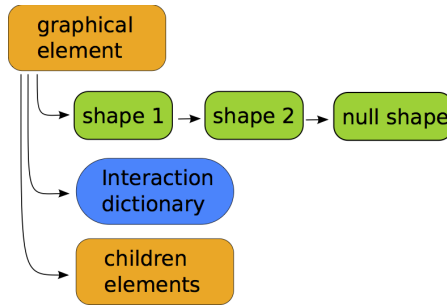 graphical
element
shape 1
shape 2
null shape
Interaction
dictionary
children
elements